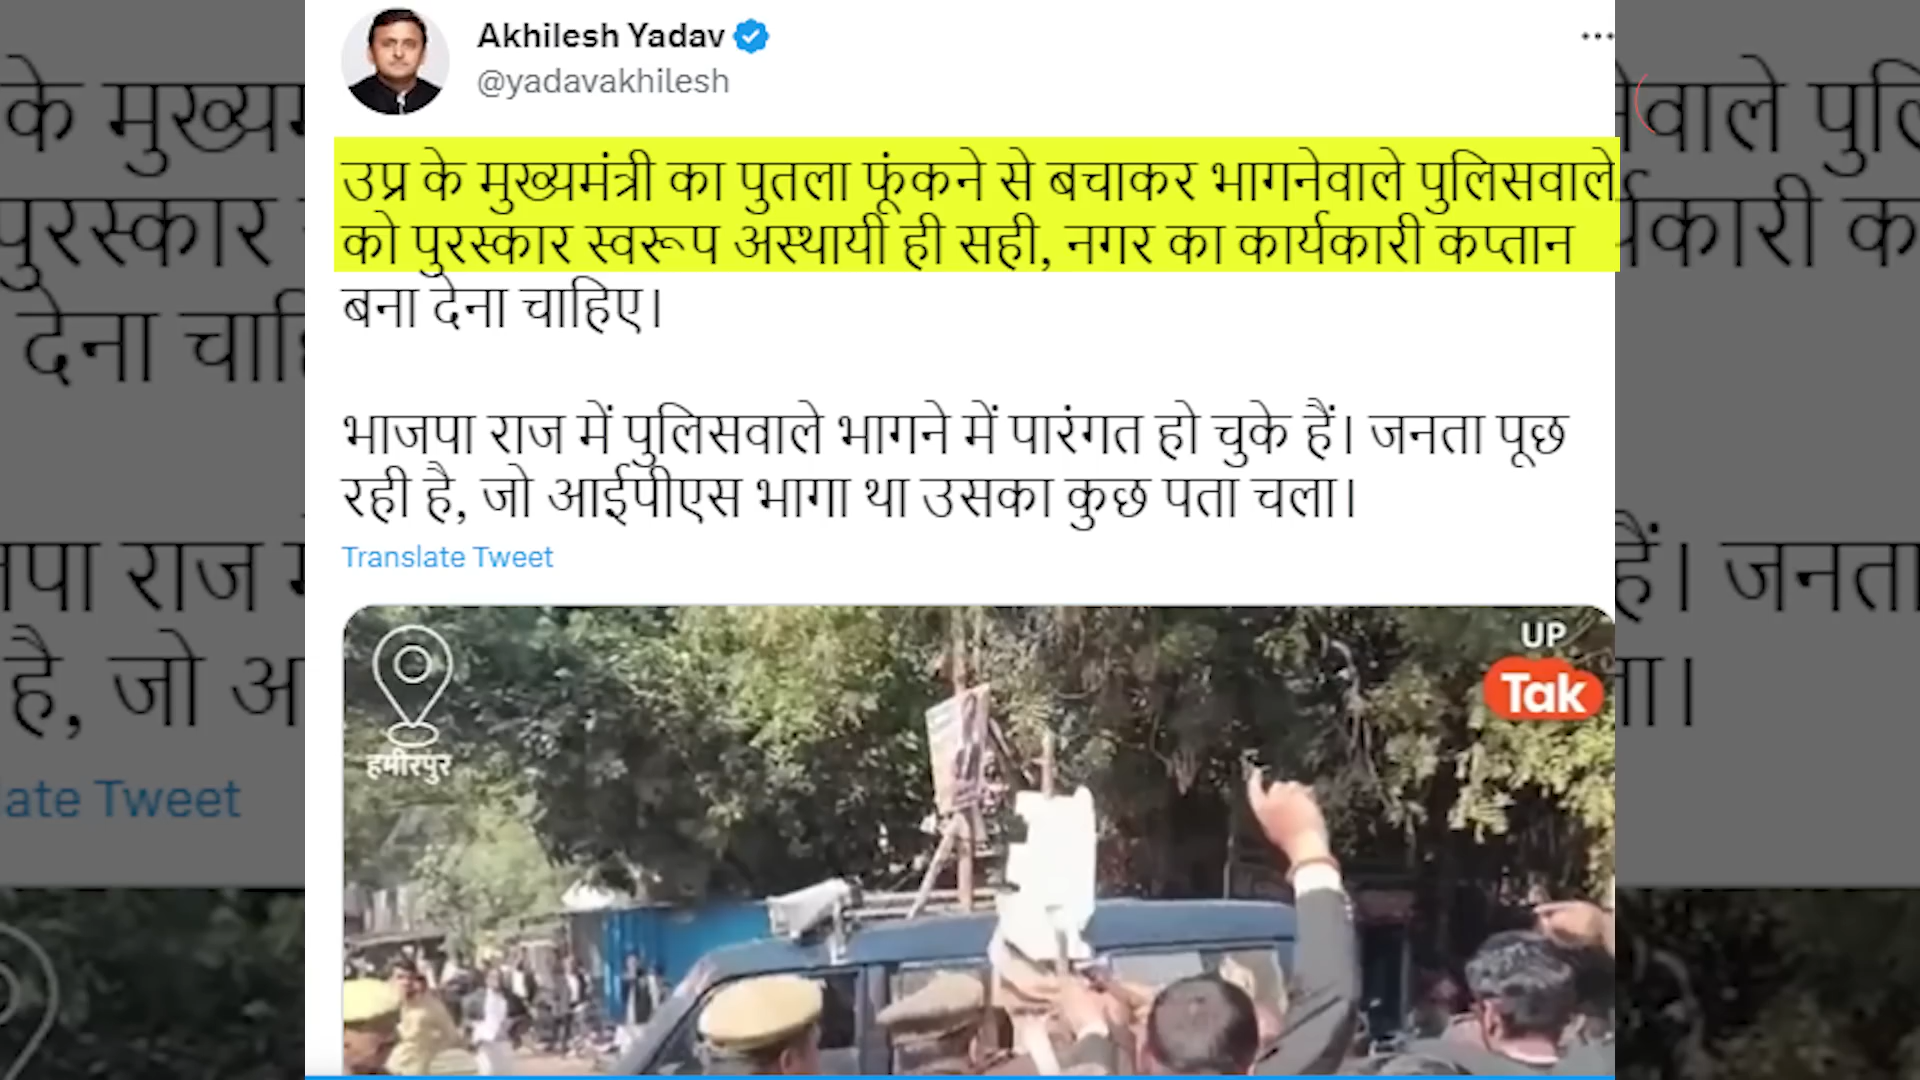 Akhilesh Yadav
@yadavakhilesh
उप्र के मुख्यमंत्री का पुतला फूंकने से बचाकर भागनेवाले पुलिसवाले
को पुरस्कार स्वरूप अस्थायी ही सही, नगर का कार्यकारी कप्तान
बना देना चाहिए।
भाजपा राज में पुलिसवाले भागने में पारंगत हो चुके हैं। जनता पूछ
रही है, जो आईपीएस भागा था उसका कुछ पता चला।
Translate Tweet
हमीरपुर
UP
Tak